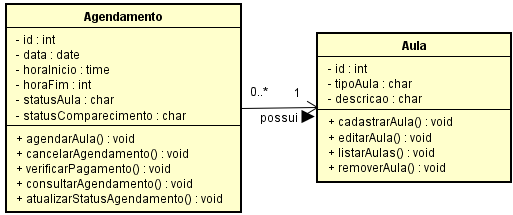 Agendamento
- id : int
- data : date
- horaInicio : time
- horaFim : int
- statusAula : char
- statusComparecimento : char
+ agendarAula() : void
+ cancelarAgendamento() : void
+ verificarPagamento() : void
+ consultarAgendamento() : void
+ atualizarStatusAgendamento() : void
0..*
1
possui
Aula
- id : int
- tipoAula : char
- descricao : char
+ cadastrarAula() : void
+ editarAula() : void
+ listarAulas() : void
+ removerAula() : void